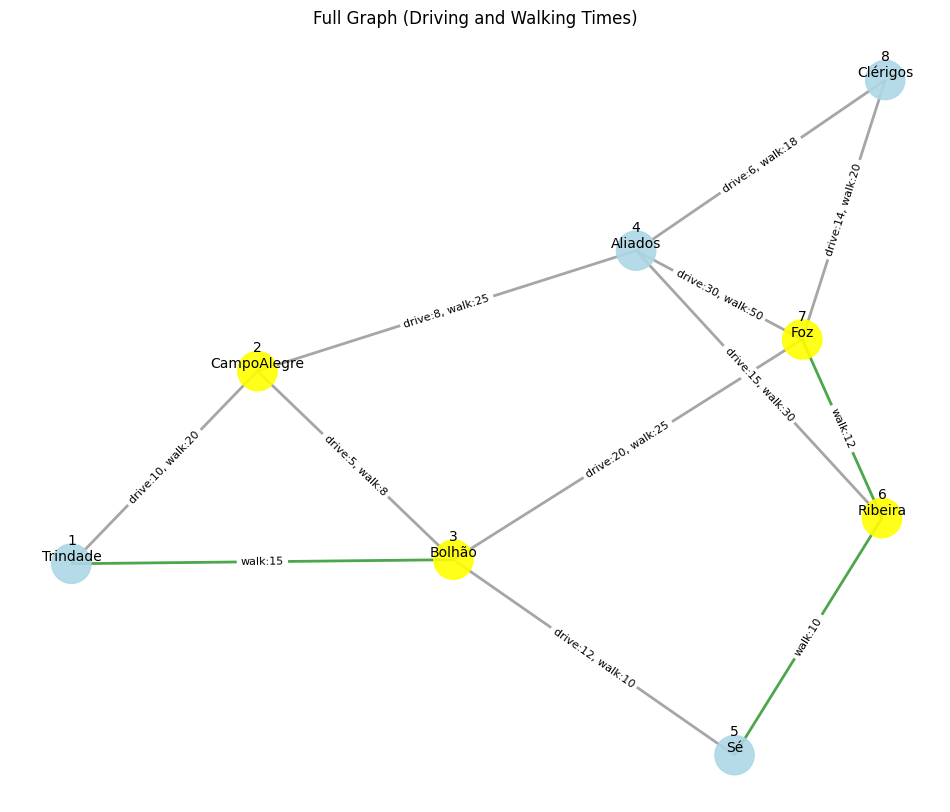 Full Graph (Driving and Walking Times)
8
Clérigos
drive:6, walk:18
drive:14, walk:20
4
Aliados
drive:30, walk:50
drive:8, walk:25
7
Foz
2
CampoAlegre
drive:15, walk:30
walk:12
drive:20, walk:25
drive:10, walk:20
drive:5, walk:8
6
Ribeira
1
Trindade
walk:15
3
Bolhão
walk:10
drive:12, walk:10
5
Sé